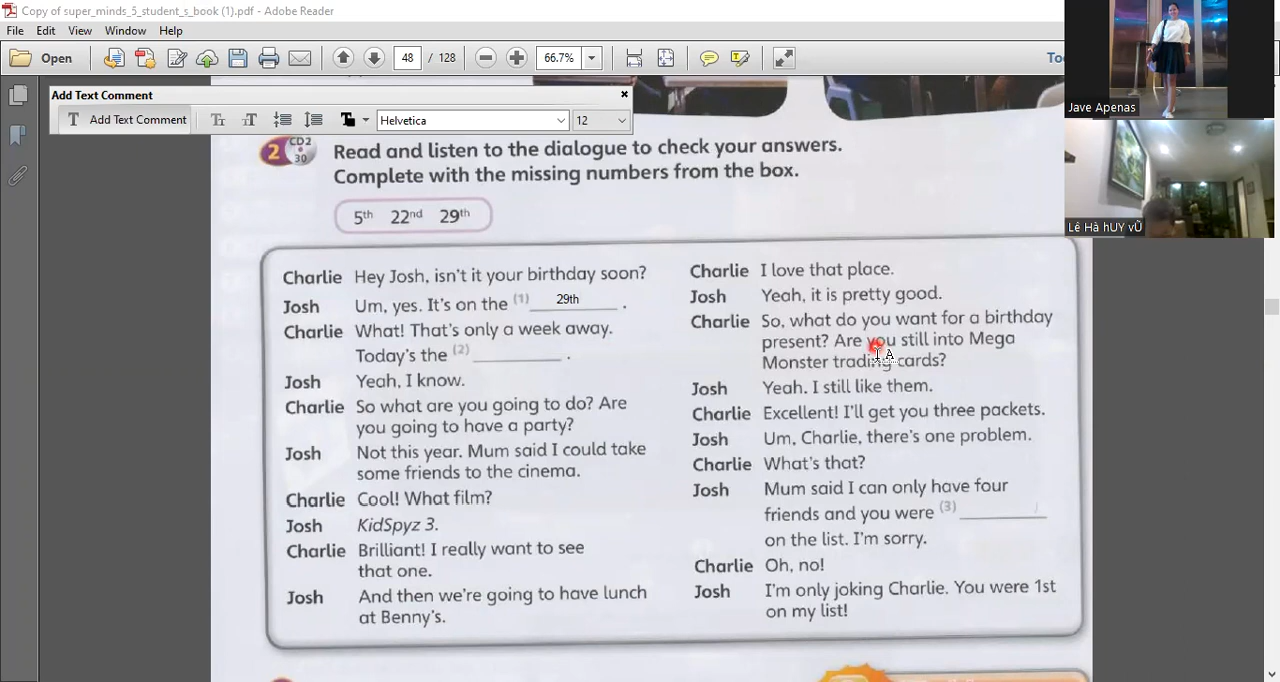 Copy of super_minds_5_student_s_book (1).pdf - Adobe Reader
File Edit View Window Help
Open 48 / 128 66.7%
Add Text Comment
T Add Text Comment Helvetica 12
Jave Apenas
Lê Hà hUY vŨ
2 CD2 30 Read and listen to the dialogue to check your answers.
Complete with the missing numbers from the box.
5th 22nd 29th
Charlie Hey Josh, isn't it your birthday soon?
Josh Um, yes. It's on the (1) 29th .
Charlie What! That's only a week away.
Today's the (2) ___________ .
Josh Yeah, I know.
Charlie So what are you going to do? Are
you going to have a party?
Josh Not this year. Mum said I could take
some friends to the cinema.
Charlie Cool! What film?
Josh KidSpyz 3.
Charlie Brilliant! I really want to see
that one.
Josh And then we're going to have lunch
at Benny's.
Charlie I love that place.
Josh Yeah, it is pretty good.
Charlie So, what do you want for a birthday
present? Are you still into Mega
Monster trading cards?
Josh Yeah. I still like them.
Charlie Excellent! I'll get you three packets.
Josh Um, Charlie, there's one problem.
Charlie What's that?
Josh Mum said I can only have four
friends and you were (3) ___________
on the list. I'm sorry.
Charlie Oh, no!
Josh I'm only joking Charlie. You were 1st
on my list!